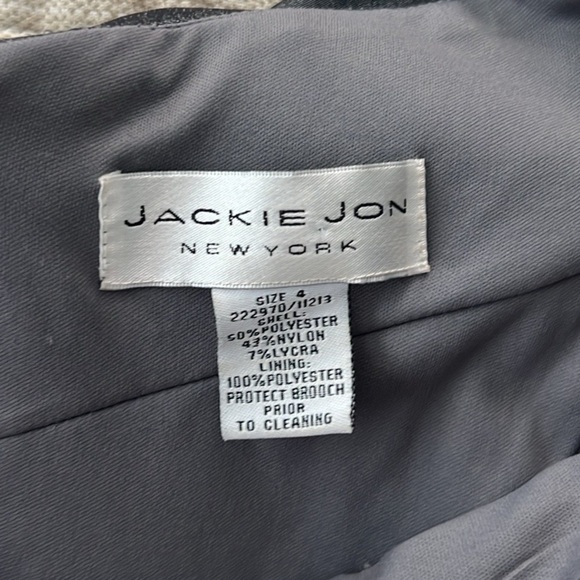 JACKIE JON
NEW YORK
SIZE 4
222970/11213
SHELL:
50%POLYESTER
43%NYLON
7%LYCRA
LINING:
100%POLYESTER
PROTECT BROOCH
PRIOR
TO CLEANING